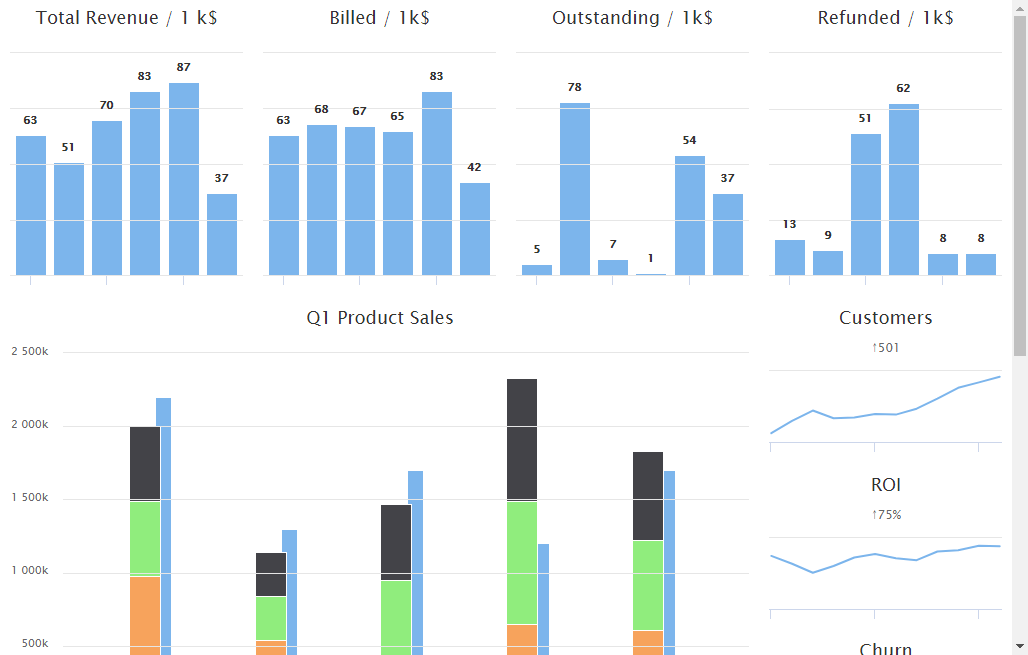 Total Revenue / 1 k$
63
51
70
83
87
37
Billed / 1k$
63
68
67
65
83
42
Outstanding / 1k$
5
78
7
1
54
37
Refunded / 1k$
13
9
51
62
8
8
Q1 Product Sales
2 500k
2 000k
1 500k
1 000k
500k
Customers
↑501
ROI
↑75%
Churn